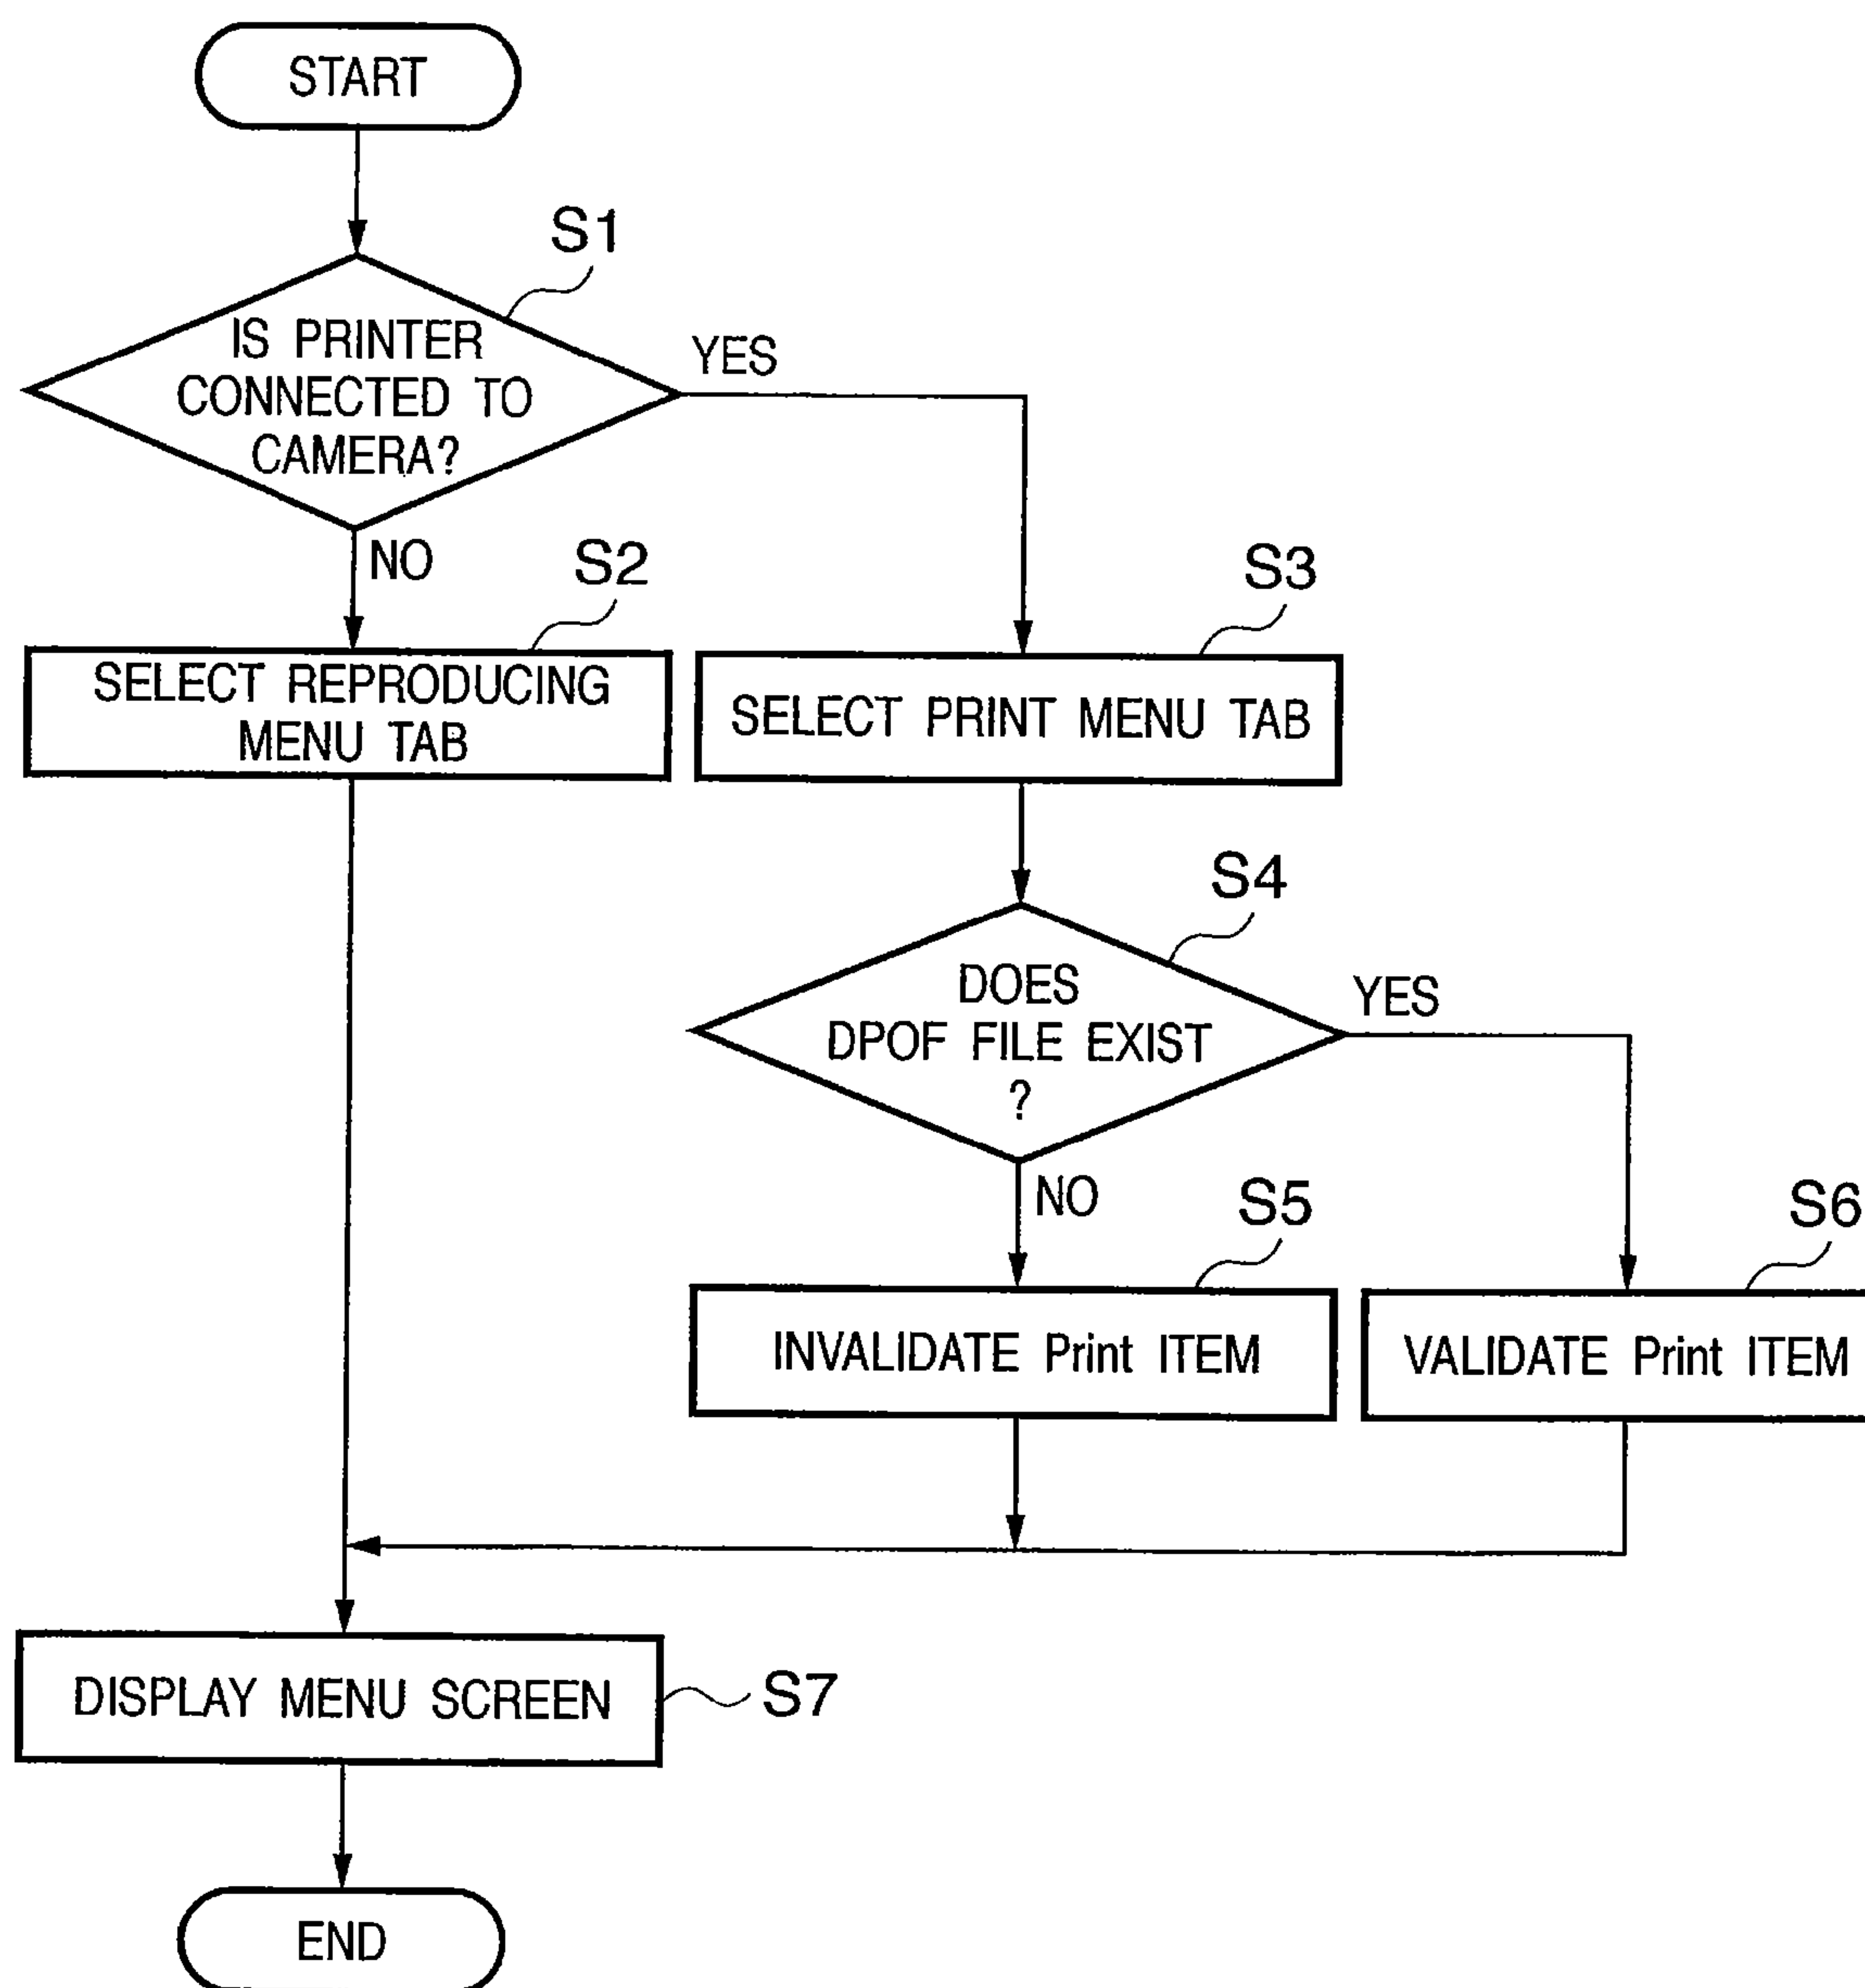 START
S1
IS PRINTER
CONNECTED TO
CAMERA?
YES
NO
S2
S3
SELECT REPRODUCING
MENU TAB
SELECT PRINT MENU TAB
S4
DOES
DPOF FILE EXIST
?
YES
NO
S5
S6
INVALIDATE Print ITEM
VALIDATE Print ITEM
DISPLAY MENU SCREEN
S7
END